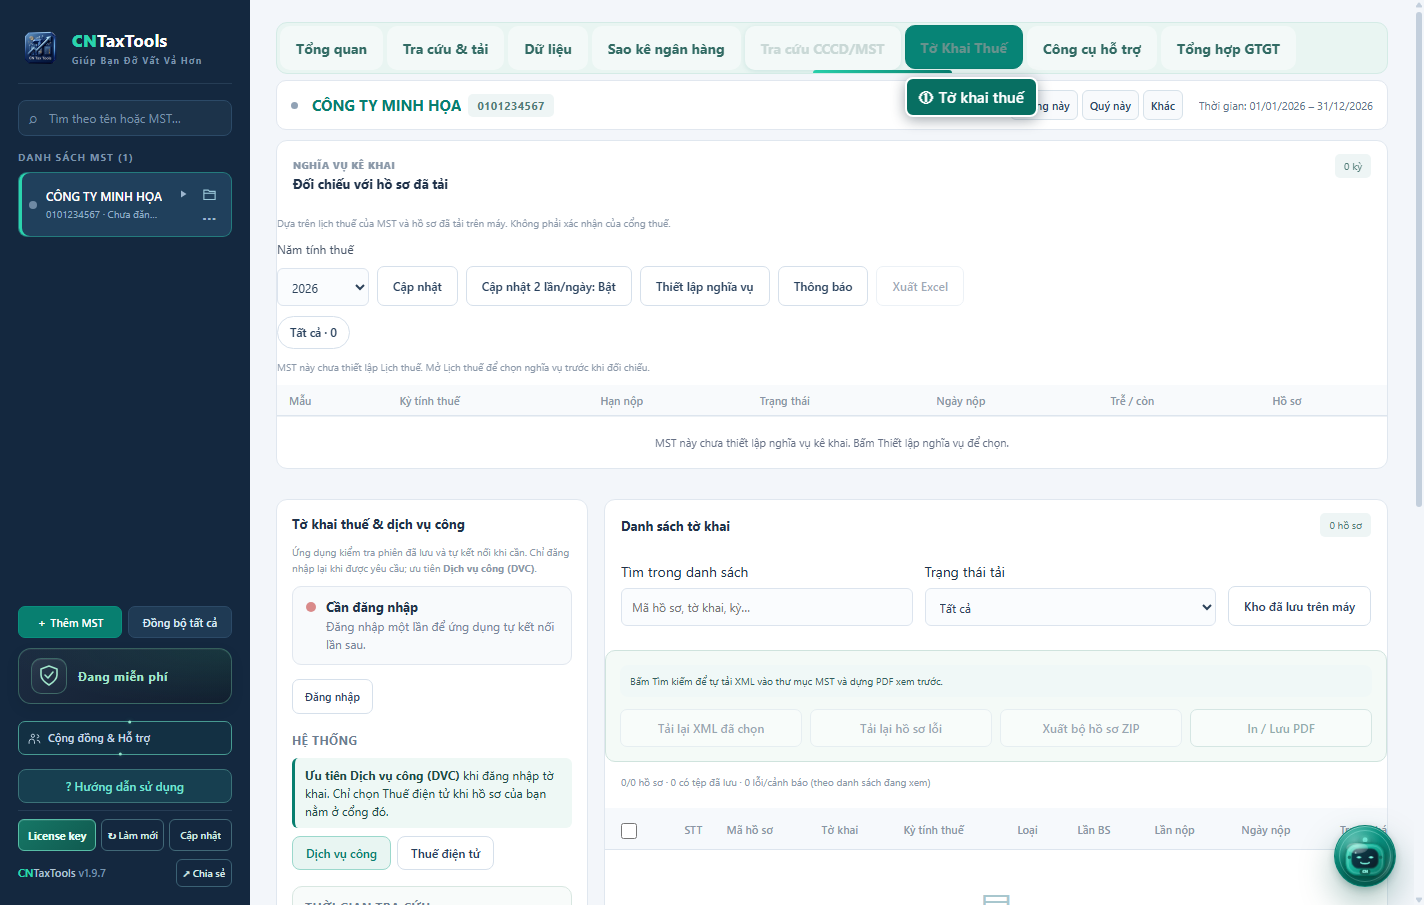 CNTaxTools
Giúp Bạn Đỡ Vất Vả Hơn
Tìm theo tên hoặc MST...
DANH SÁCH MST (1)
CÔNG TY MINH HỌA
0101234567 · Chưa đăn...
+ Thêm MST
Đồng bộ tất cả
Đang miễn phí
Cộng đồng & Hỗ trợ
? Hướng dẫn sử dụng
License key
↻ Làm mới
Cập nhật
CNTaxTools v1.9.7
↗ Chia sẻ
Tổng quan
Tra cứu & tải
Dữ liệu
Sao kê ngân hàng
Tra cứu CCCD/MST
Tờ Khai Thuế
Công cụ hỗ trợ
Tổng hợp GTGT
① Tờ khai thuế
CÔNG TY MINH HỌA
0101234567
này
Quý này
Khác
Thời gian: 01/01/2026 – 31/12/2026
NGHĨA VỤ KÊ KHAI
0 kỳ
Đối chiếu với hồ sơ đã tải
Dựa trên lịch thuế của MST và hồ sơ đã tải trên máy. Không phải xác nhận của cổng thuế.
Năm tính thuế
2026
Cập nhật
Cập nhật 2 lần/ngày: Bật
Thiết lập nghĩa vụ
Thông báo
Xuất Excel
Tất cả · 0
MST này chưa thiết lập Lịch thuế. Mở Lịch thuế để chọn nghĩa vụ trước khi đối chiếu.
Mẫu
Kỳ tính thuế
Hạn nộp
Trạng thái
Ngày nộp
Trễ / còn
Hồ sơ
MST này chưa thiết lập nghĩa vụ kê khai. Bấm Thiết lập nghĩa vụ để chọn.
Tờ khai thuế & dịch vụ công
Ứng dụng kiểm tra phiên đã lưu và tự kết nối khi cần. Chỉ đăng
nhập lại khi được yêu cầu; ưu tiên Dịch vụ công (DVC).
Cần đăng nhập
Đăng nhập một lần để ứng dụng tự kết nối
lần sau.
Đăng nhập
HỆ THỐNG
Ưu tiên Dịch vụ công (DVC) khi đăng nhập tờ
khai. Chỉ chọn Thuế điện tử khi hồ sơ của bạn
nằm ở cổng đó.
Dịch vụ công
Thuế điện tử
THỜI GIAN TRA CỨU
Danh sách tờ khai
0 hồ sơ
Tìm trong danh sách
Trạng thái tải
Mã hồ sơ, tờ khai, kỳ...
Tất cả
Kho đã lưu trên máy
Bấm Tìm kiếm để tự tải XML vào thư mục MST và dựng PDF xem trước.
Tải lại XML đã chọn
Tải lại hồ sơ lỗi
Xuất bộ hồ sơ ZIP
In / Lưu PDF
0/0 hồ sơ · 0 có tệp đã lưu · 0 lỗi/cảnh báo (theo danh sách đang xem)
STT
Mã hồ sơ
Tờ khai
Kỳ tính thuế
Loại
Lần BS
Lần nộp
Ngày nộp